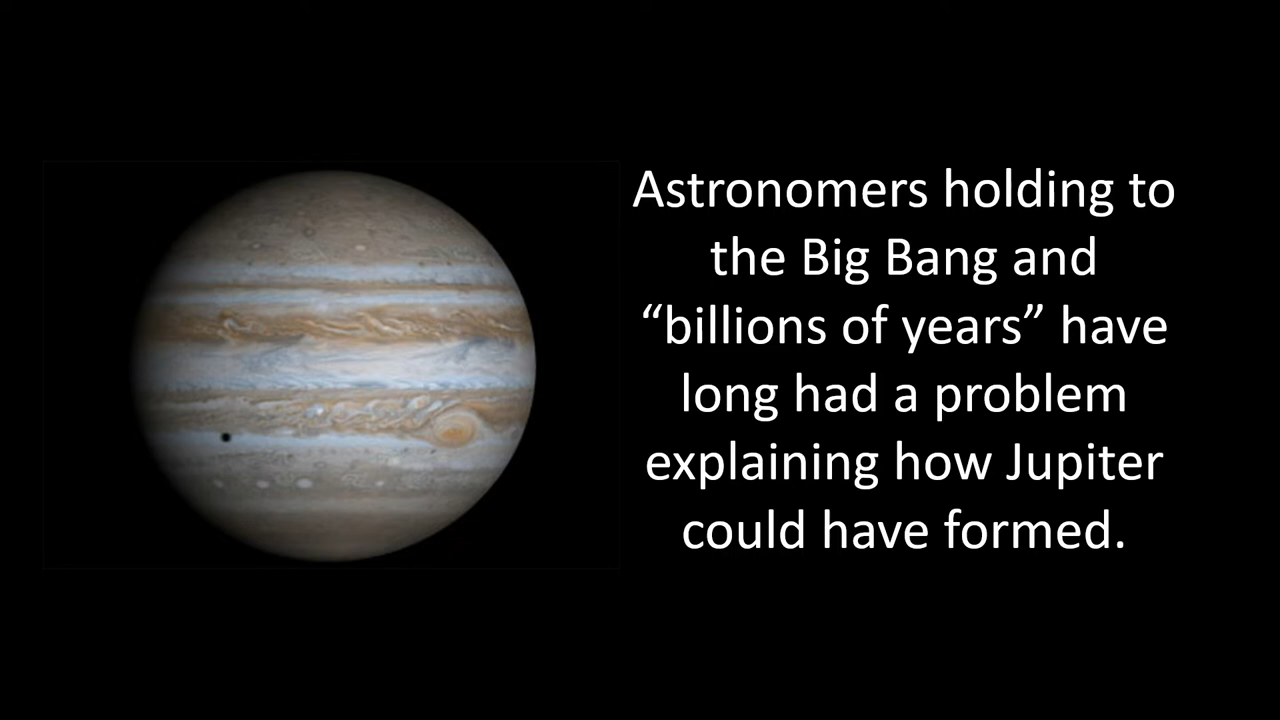 Astronomers holding to
the Big Bang and
“billions of years” have
long had a problem
explaining how Jupiter
could have formed.